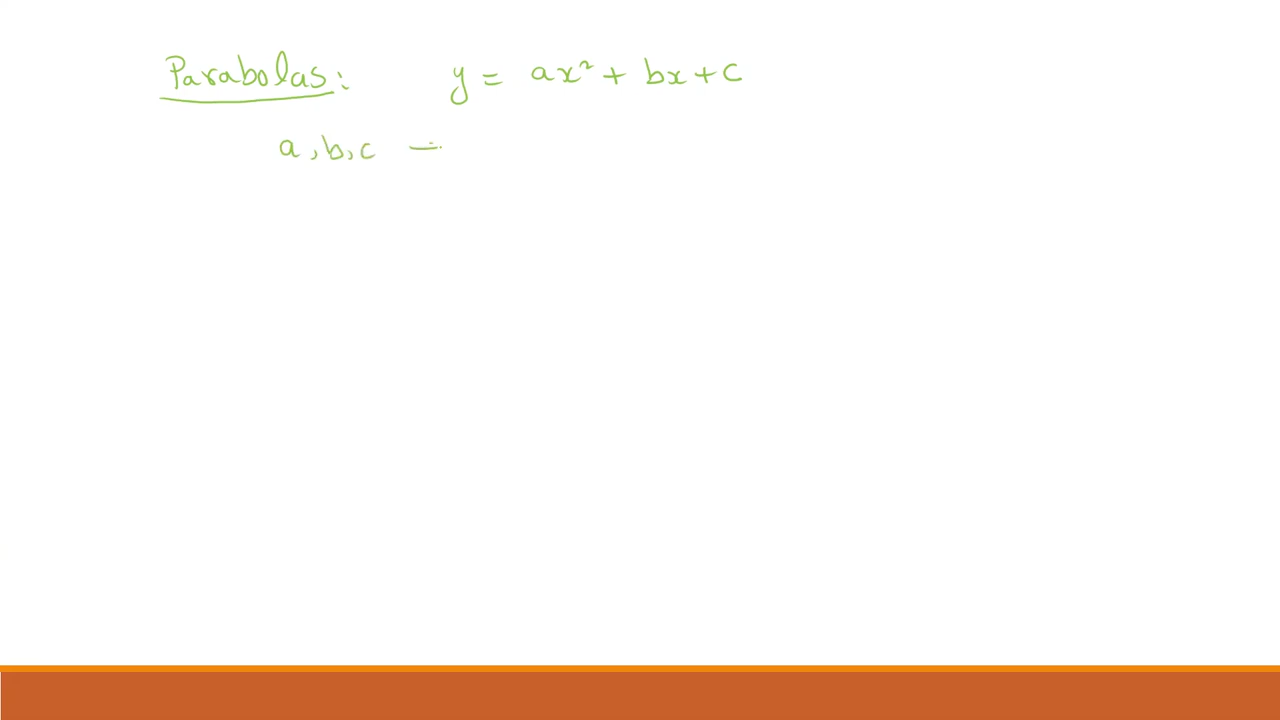 Parabolas: y = ax² + bx + c
a, b, c —